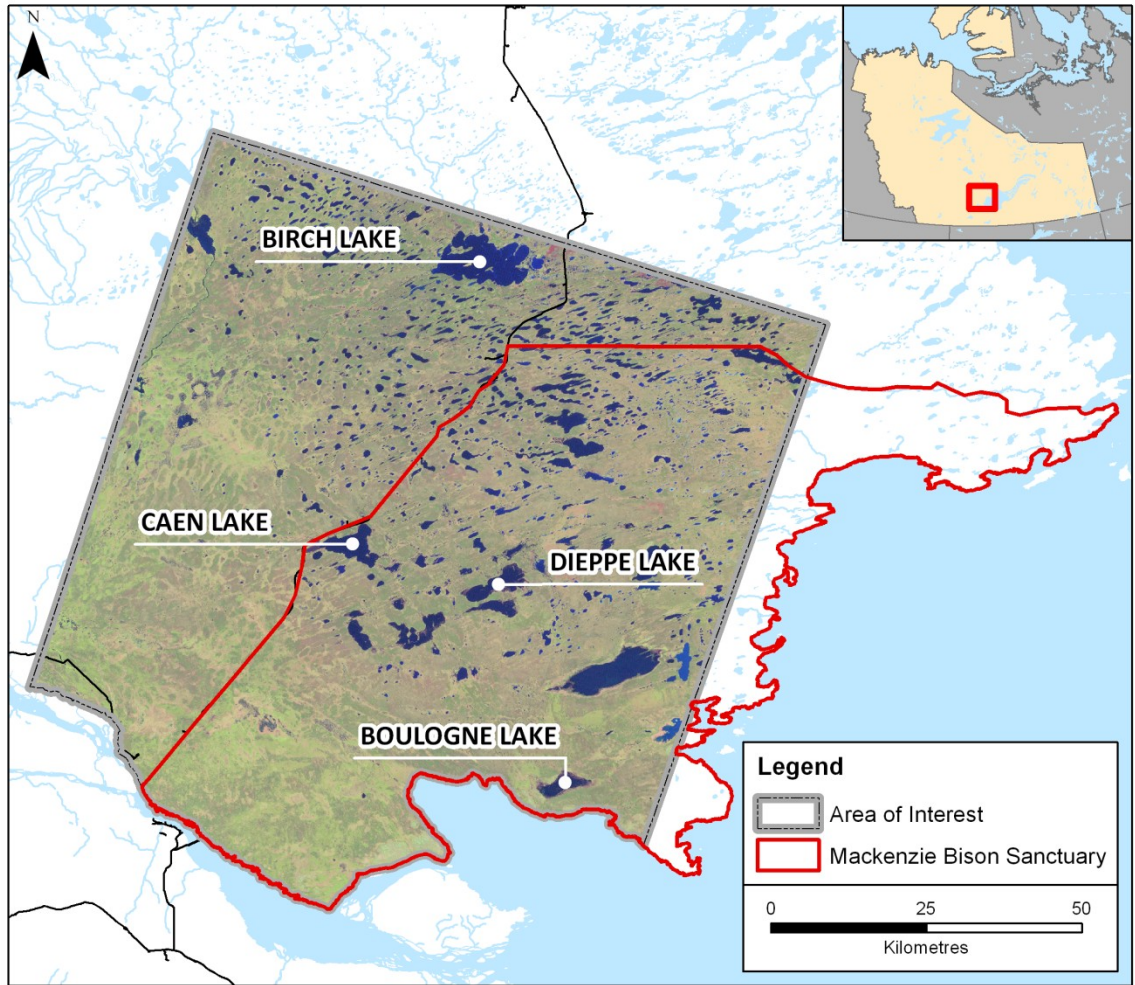 N
BIRCH LAKE
CAEN LAKE
DIEPPE LAKE
BOULOGNE LAKE
Legend
Area of Interest
Mackenzie Bison Sanctuary
0 25 50
Kilometres